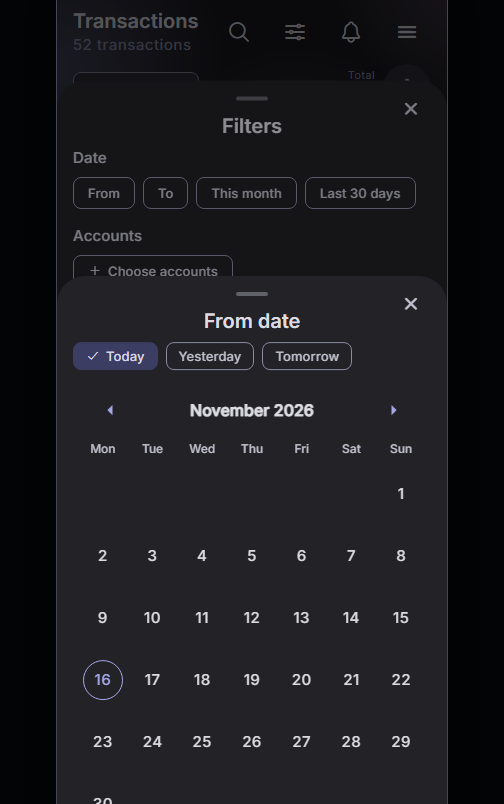 Transactions
52 transactions
Total
Filters
Date
From To This month Last 30 days
Accounts
+ Choose accounts
From date
Today Yesterday Tomorrow
November 2026
Mon Tue Wed Thu Fri Sat Sun
1
2 3 4 5 6 7 8
9 10 11 12 13 14 15
16 17 18 19 20 21 22
23 24 25 26 27 28 29
30